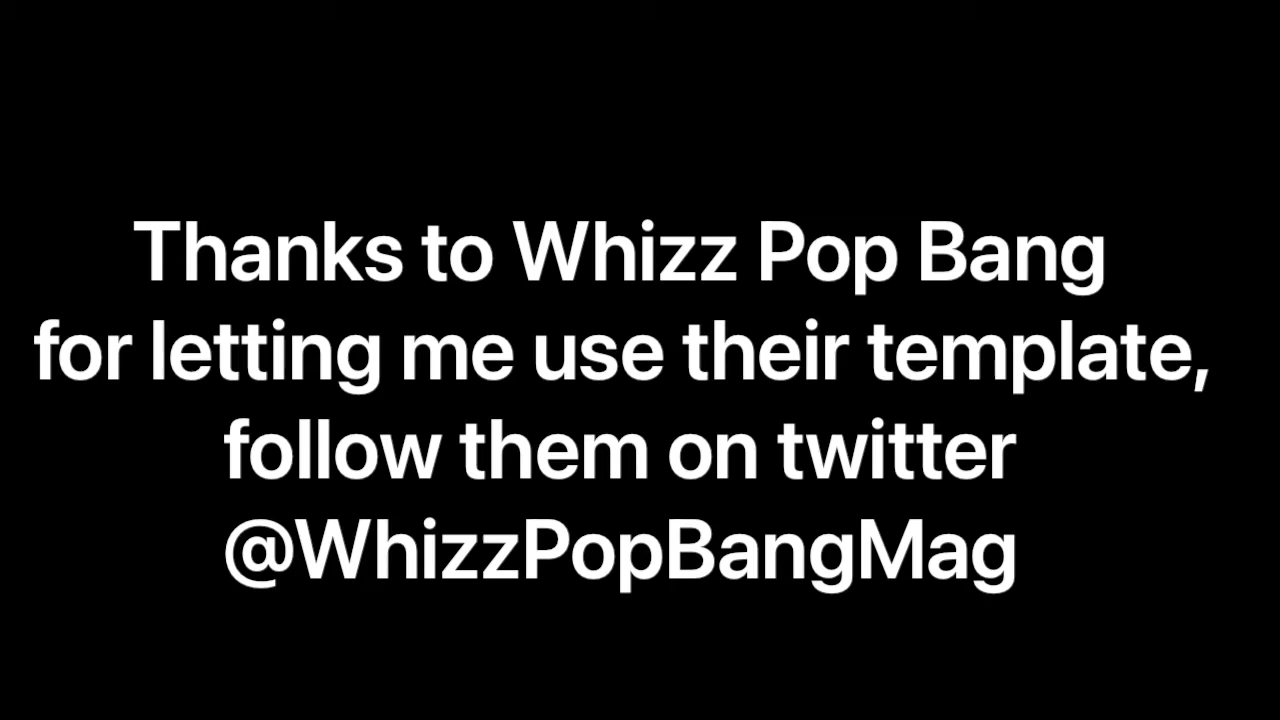 Thanks to Whizz Pop Bang
for letting me use their template,
follow them on twitter
@WhizzPopBangMag